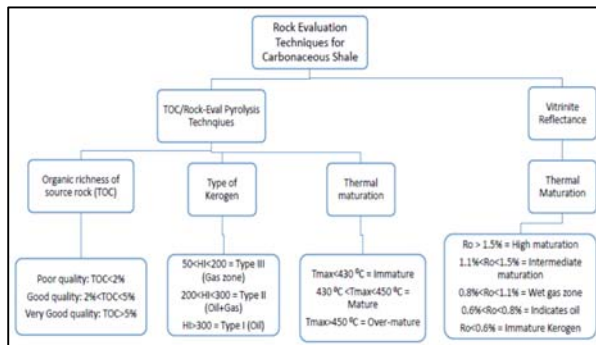 Rock Evaluation
Techniques for
Carbonaceous Shale
TOC/Rock-Eval Pyrolysis
Technqiues
Vitrinite
Reflectance
Organic richness of
source rock (TOC)
Type of
Kerogen
Thermal
maturation
Thermal
Maturation
Poor quality: TOC<2%
Good quality: 2%<TOC<5%
Very Good quality: TOC>5%
50<HI<200 = Type III
(Gas zone)
200<HI<300 = Type II
(Oil+Gas)
HI>300 = Type I (Oil)
Tmax<430 ⁰C = Immature
430 ⁰C <Tmax<450 ⁰C =
Mature
Tmax>450 ⁰C = Over-mature
Ro > 1.5% = High maturation
1.1%<Ro<1.5% = Intermediate
maturation
0.8%<Ro<1.1% = Wet gas zone
0.6%<Ro<0.8% = Indicates oil
Ro<0.6% = Immature Kerogen